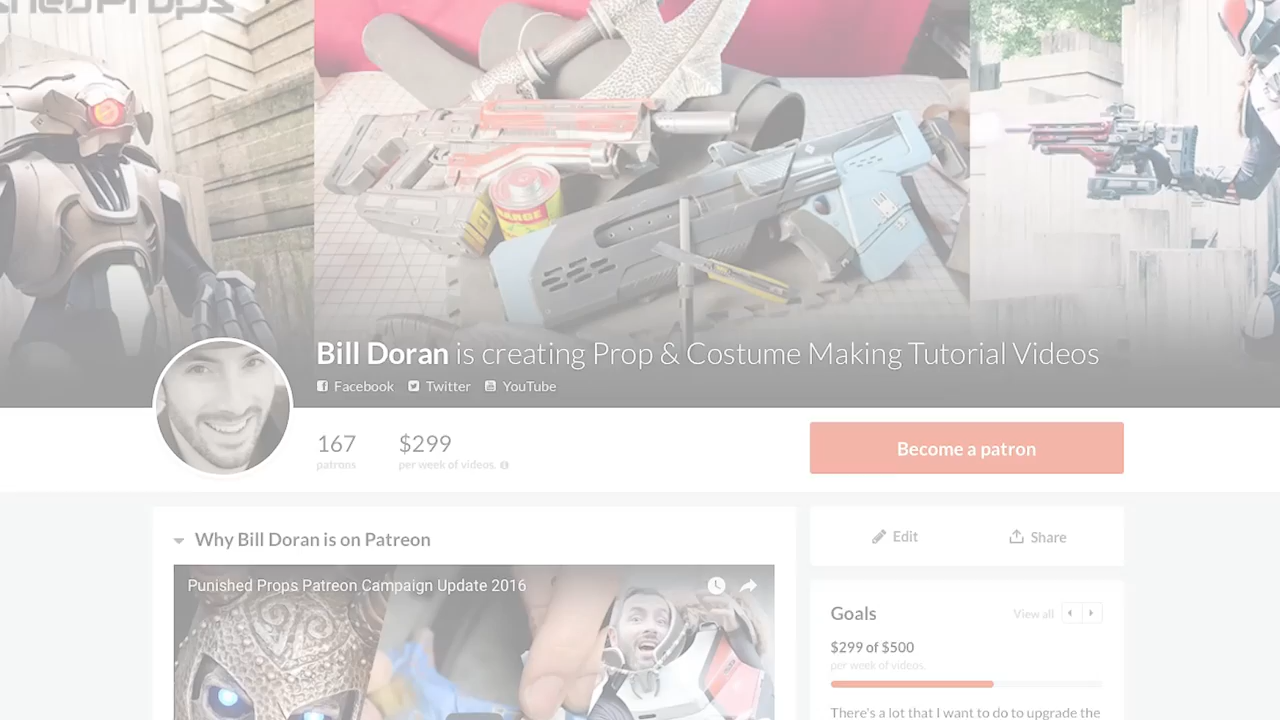 Props
LARGE
Bill Doran is creating Prop & Costume Making Tutorial Videos
Facebook Twitter YouTube
167 $299
patrons per week of videos.
Become a patron
Why Bill Doran is on Patreon
Edit Share
Punished Props Patreon Campaign Update 2016
Goals View all
$299 of $500
per week of videos.
There's a lot that I want to do to upgrade the